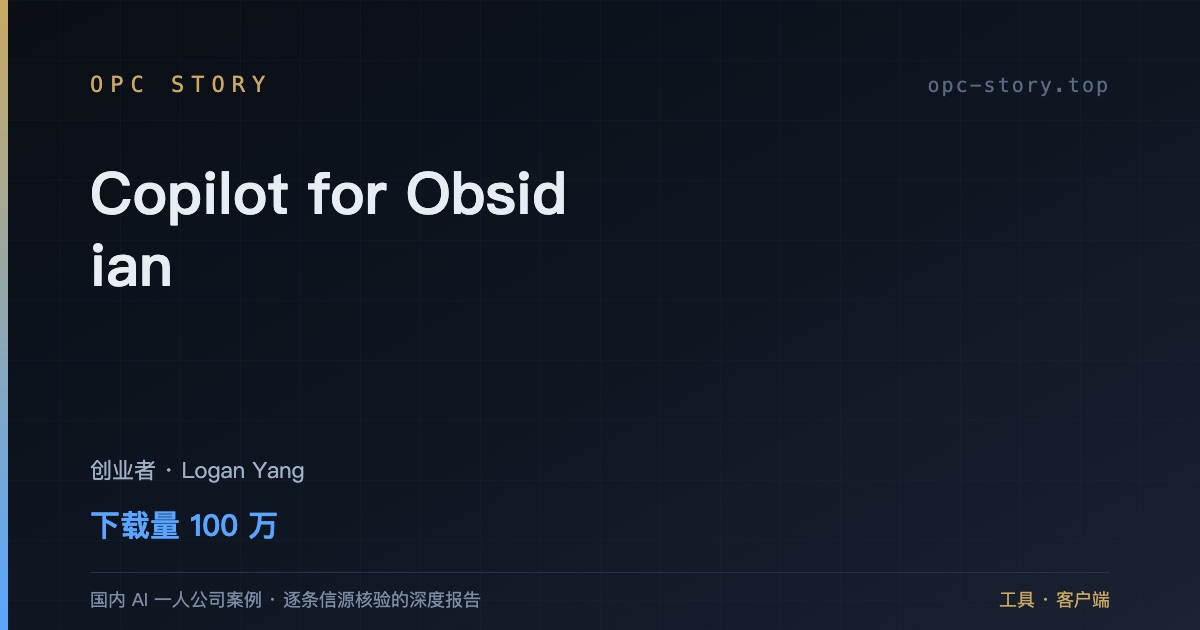 OPC STORY
opc-story.top
Copilot for Obsid
ian
创业者 · Logan Yang
下载量 100 万
国内 AI 一人公司案例 · 逐条信源核验的深度报告
工具 · 客户端